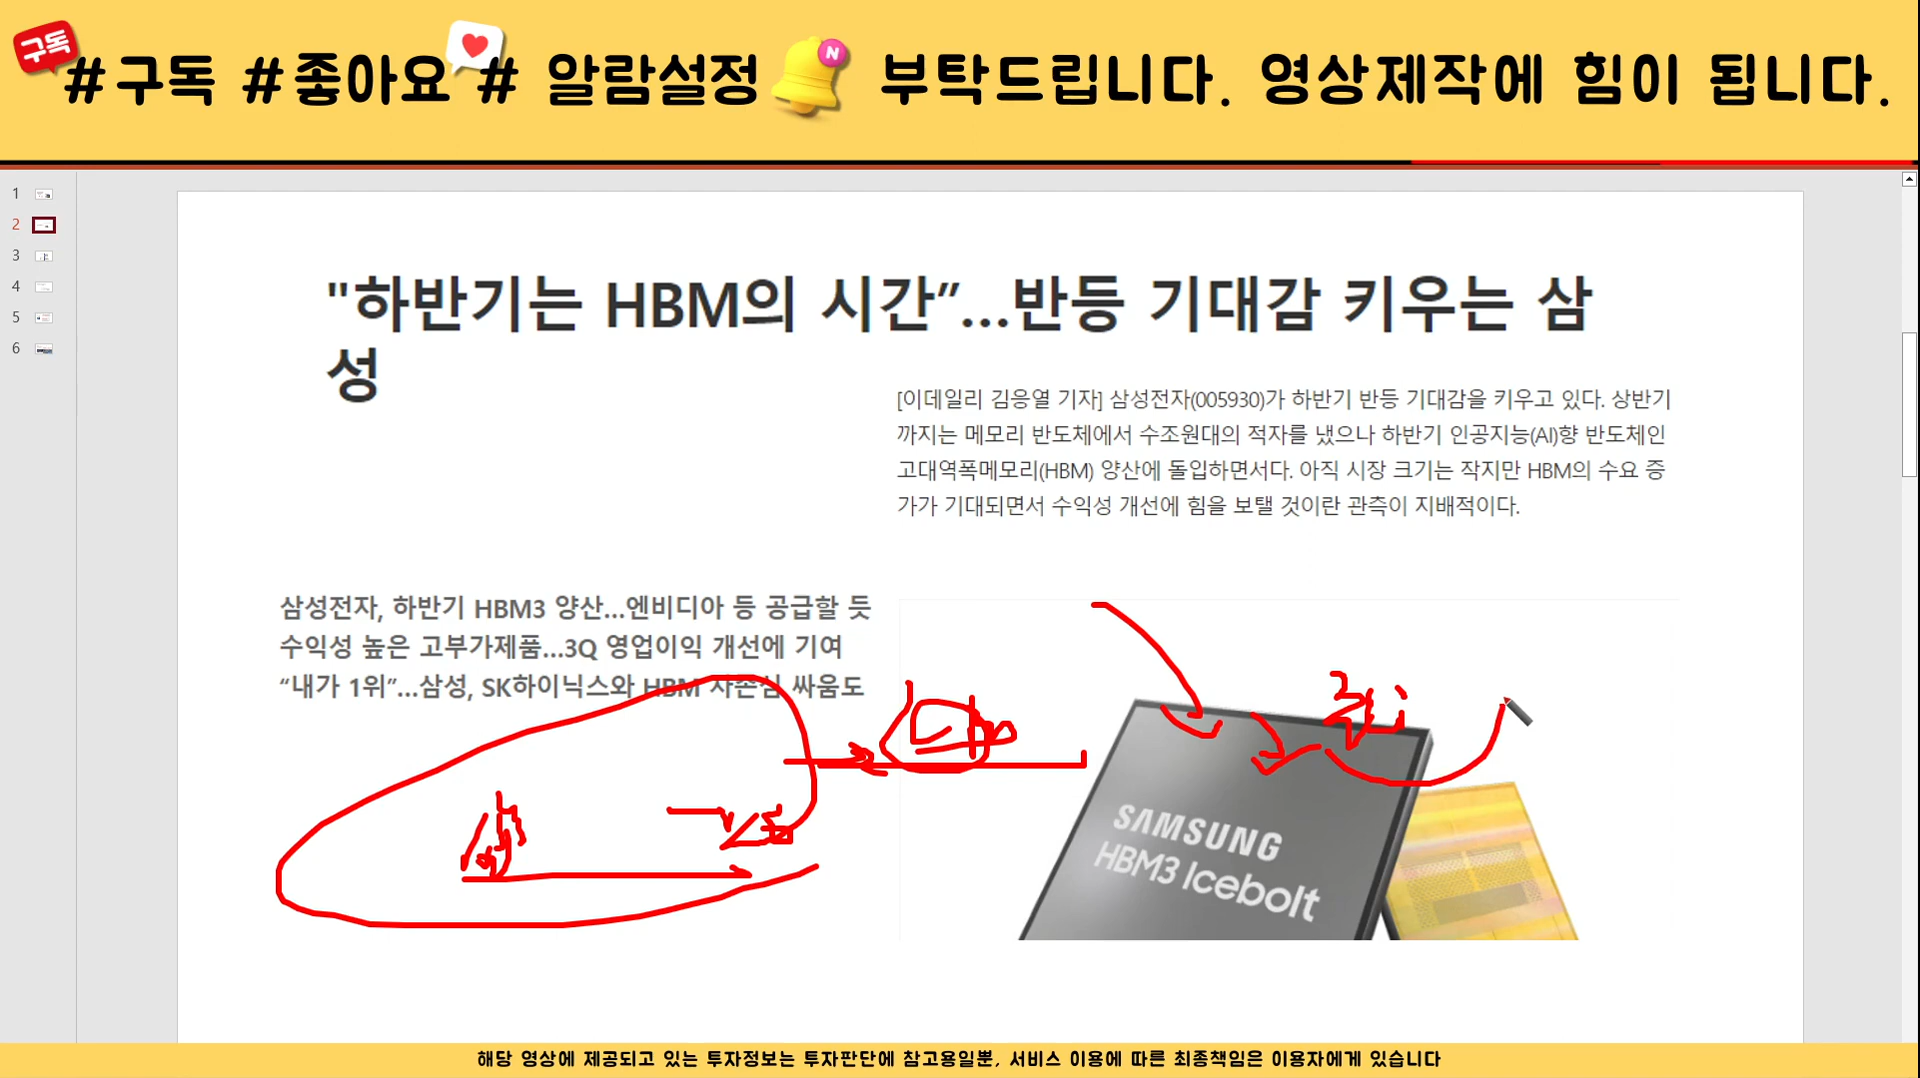 구독
#구독 #좋아요 # 알람설정 N 부탁드립니다. 영상제작에 힘이 됩니다.
1
2
3
4
5
6
"하반기는 HBM의 시간”...반등 기대감 키우는 삼
성
[이데일리 김응열 기자] 삼성전자(005930)가 하반기 반등 기대감을 키우고 있다. 상반기
까지는 메모리 반도체에서 수조원대의 적자를 냈으나 하반기 인공지능(AI)향 반도체인
고대역폭메모리(HBM) 양산에 돌입하면서다. 아직 시장 크기는 작지만 HBM의 수요 증
가가 기대되면서 수익성 개선에 힘을 보탤 것이란 관측이 지배적이다.
삼성전자, 하반기 HBM3 양산...엔비디아 등 공급할 듯
수익성 높은 고부가제품...3Q 영업이익 개선에 기여
“내가 1위”...삼성, SK하이닉스와 HBM 자존심 싸움도
SAMSUNG
HBM3 Icebolt
해당 영상에 제공되고 있는 투자정보는 투자판단에 참고용일뿐, 서비스 이용에 따른 최종책임은 이용자에게 있습니다